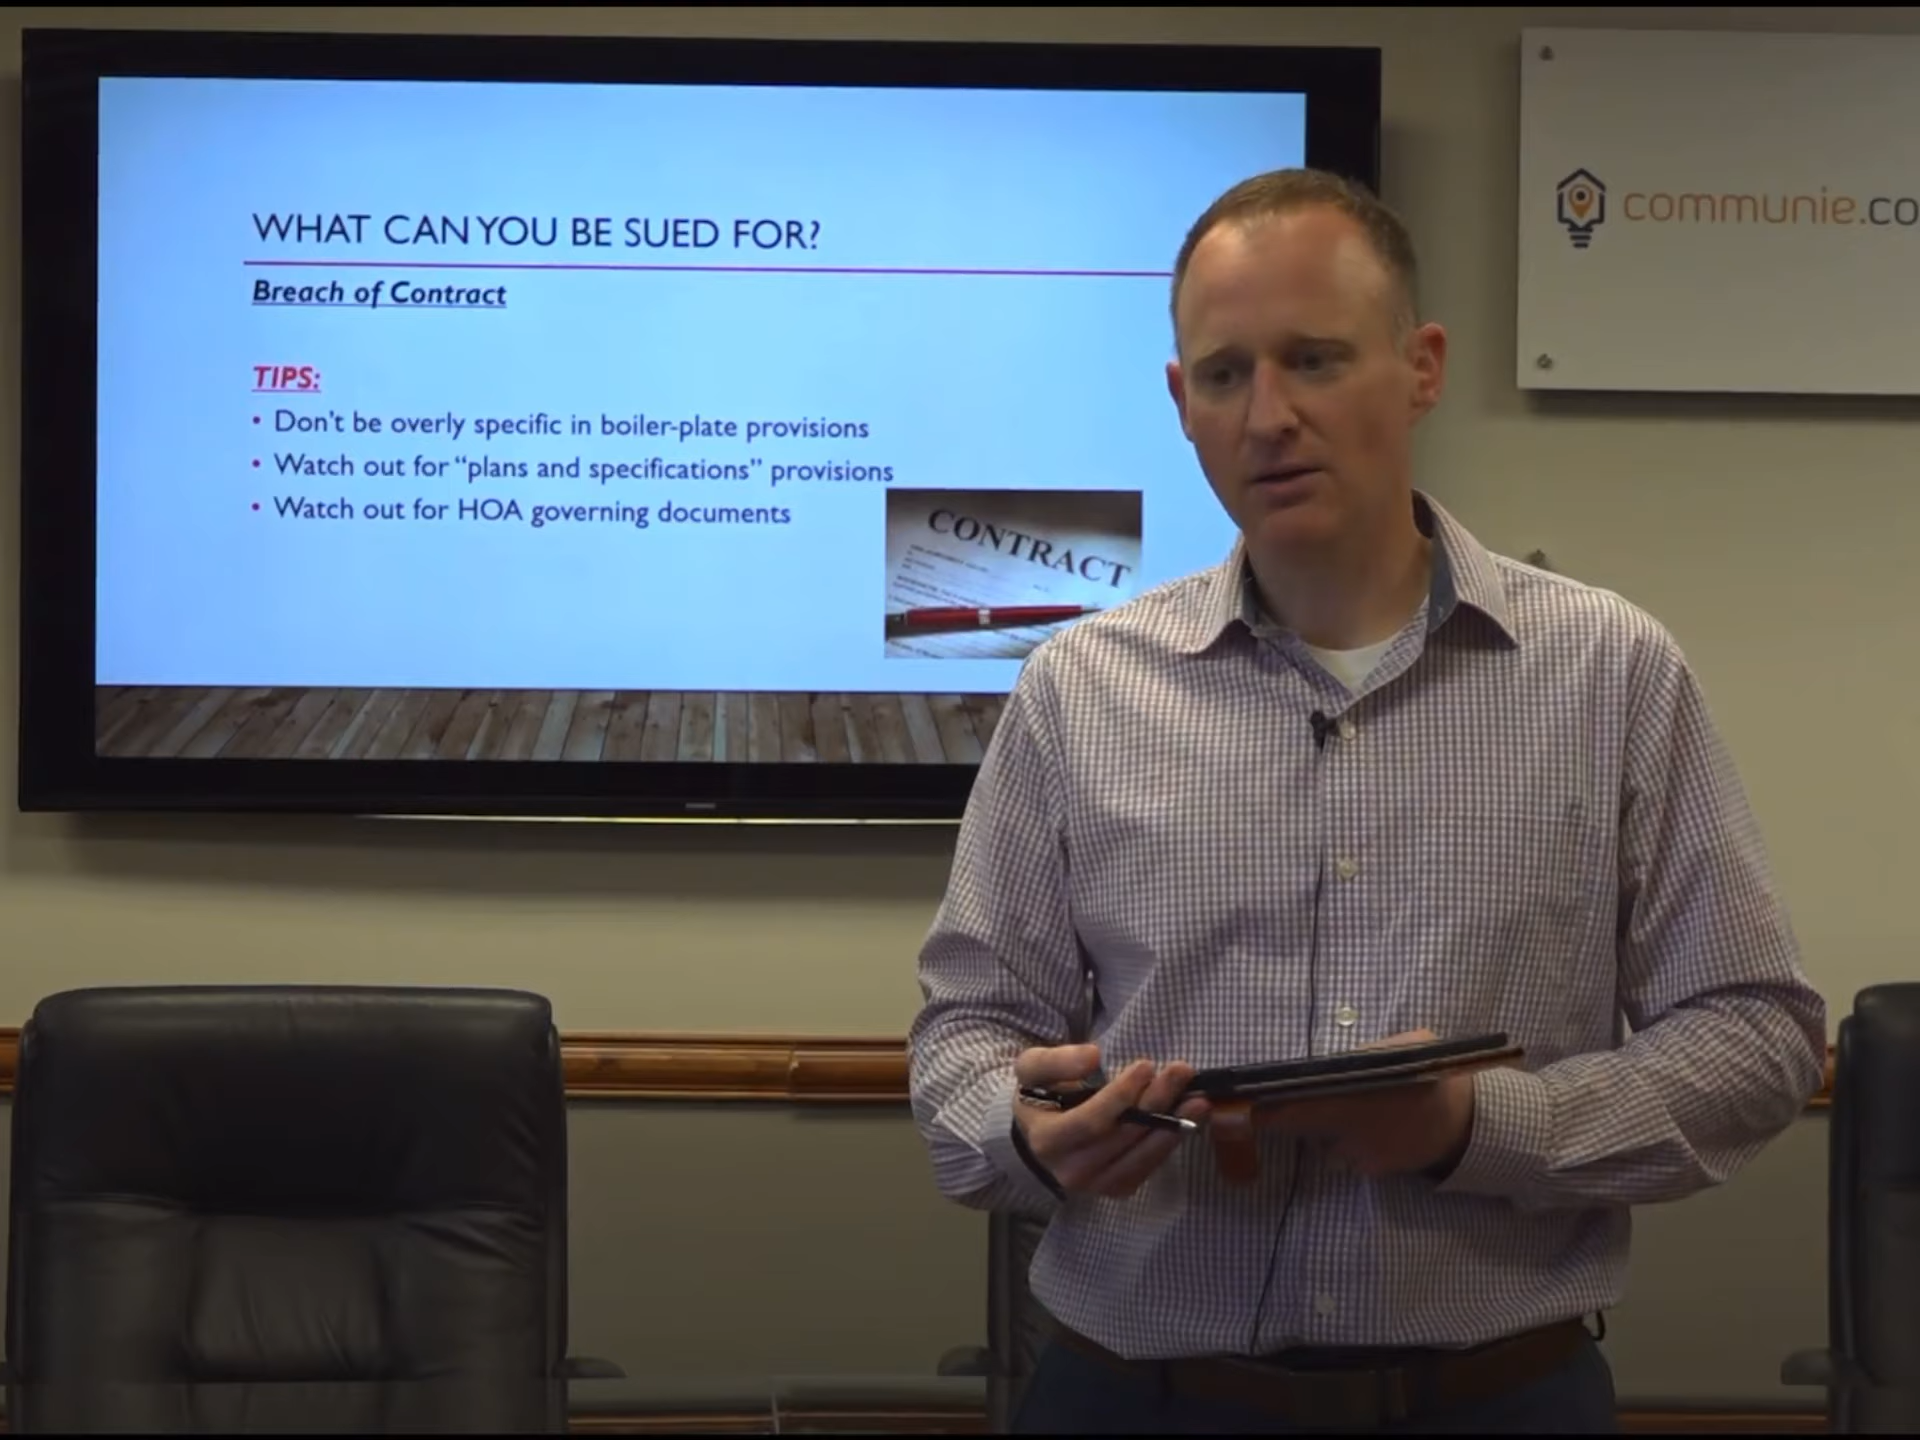 WHAT CAN YOU BE SUED FOR?
Breach of Contract
TIPS:
• Don't be overly specific in boiler-plate provisions
• Watch out for "plans and specifications" provisions
• Watch out for HOA governing documents
CONTRACT
communie.co